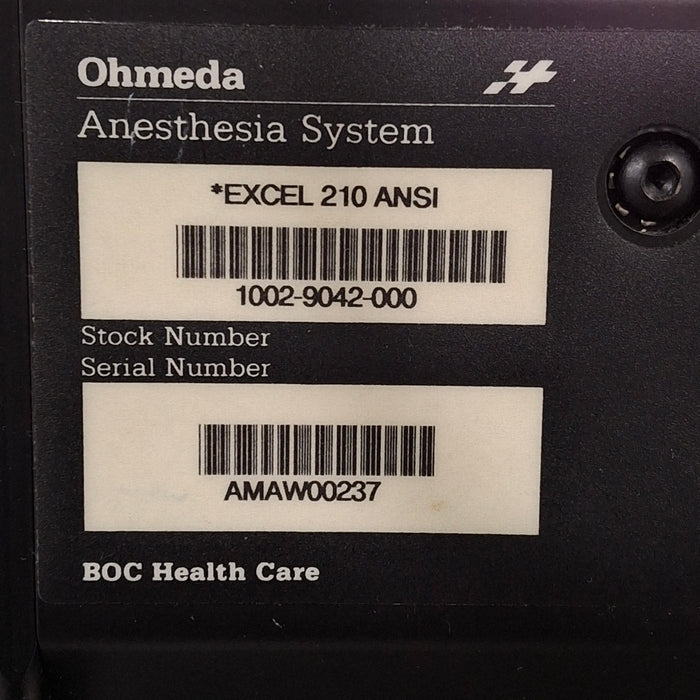 Ohmeda
Anesthesia System
*EXCEL 210 ANSI
1002-9042-000
Stock Number
Serial Number
AMAW00237
BOC Health Care